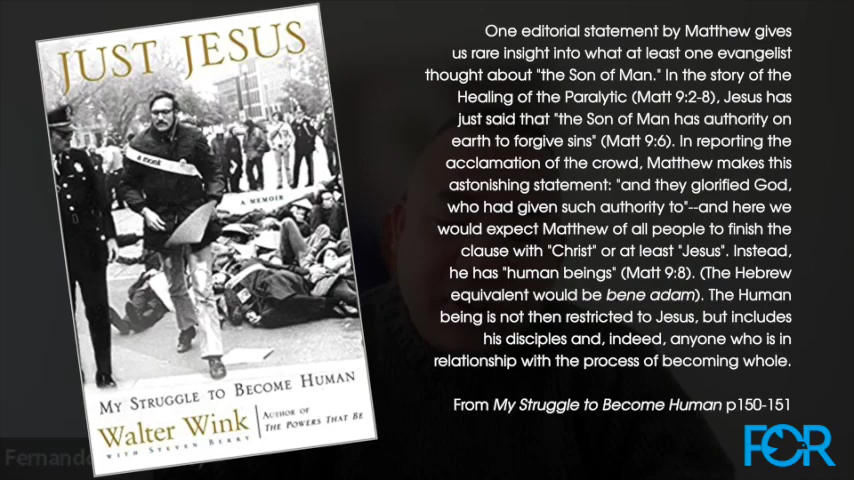 JUST JESUS
A MEMOIR
MY STRUGGLE TO BECOME HUMAN
Walter Wink
WITH STEVEN BERRY
AUTHOR OF
THE POWERS THAT BE
One editorial statement by Matthew gives
us rare insight into what at least one evangelist
thought about "the Son of Man." In the story of the
Healing of the Paralytic (Matt 9:2-8), Jesus has
just said that "the Son of Man has authority on
earth to forgive sins" (Matt 9:6). In reporting the
acclamation of the crowd, Matthew makes this
astonishing statement: "and they glorified God,
who had given such authority to"--and here we
would expect Matthew of all people to finish the
clause with "Christ" or at least "Jesus". Instead,
he has "human beings" (Matt 9:8). (The Hebrew
equivalent would be bene adam). The Human
being is not then restricted to Jesus, but includes
his disciples and, indeed, anyone who is in
relationship with the process of becoming whole.
From My Struggle to Become Human p150-151
FOR